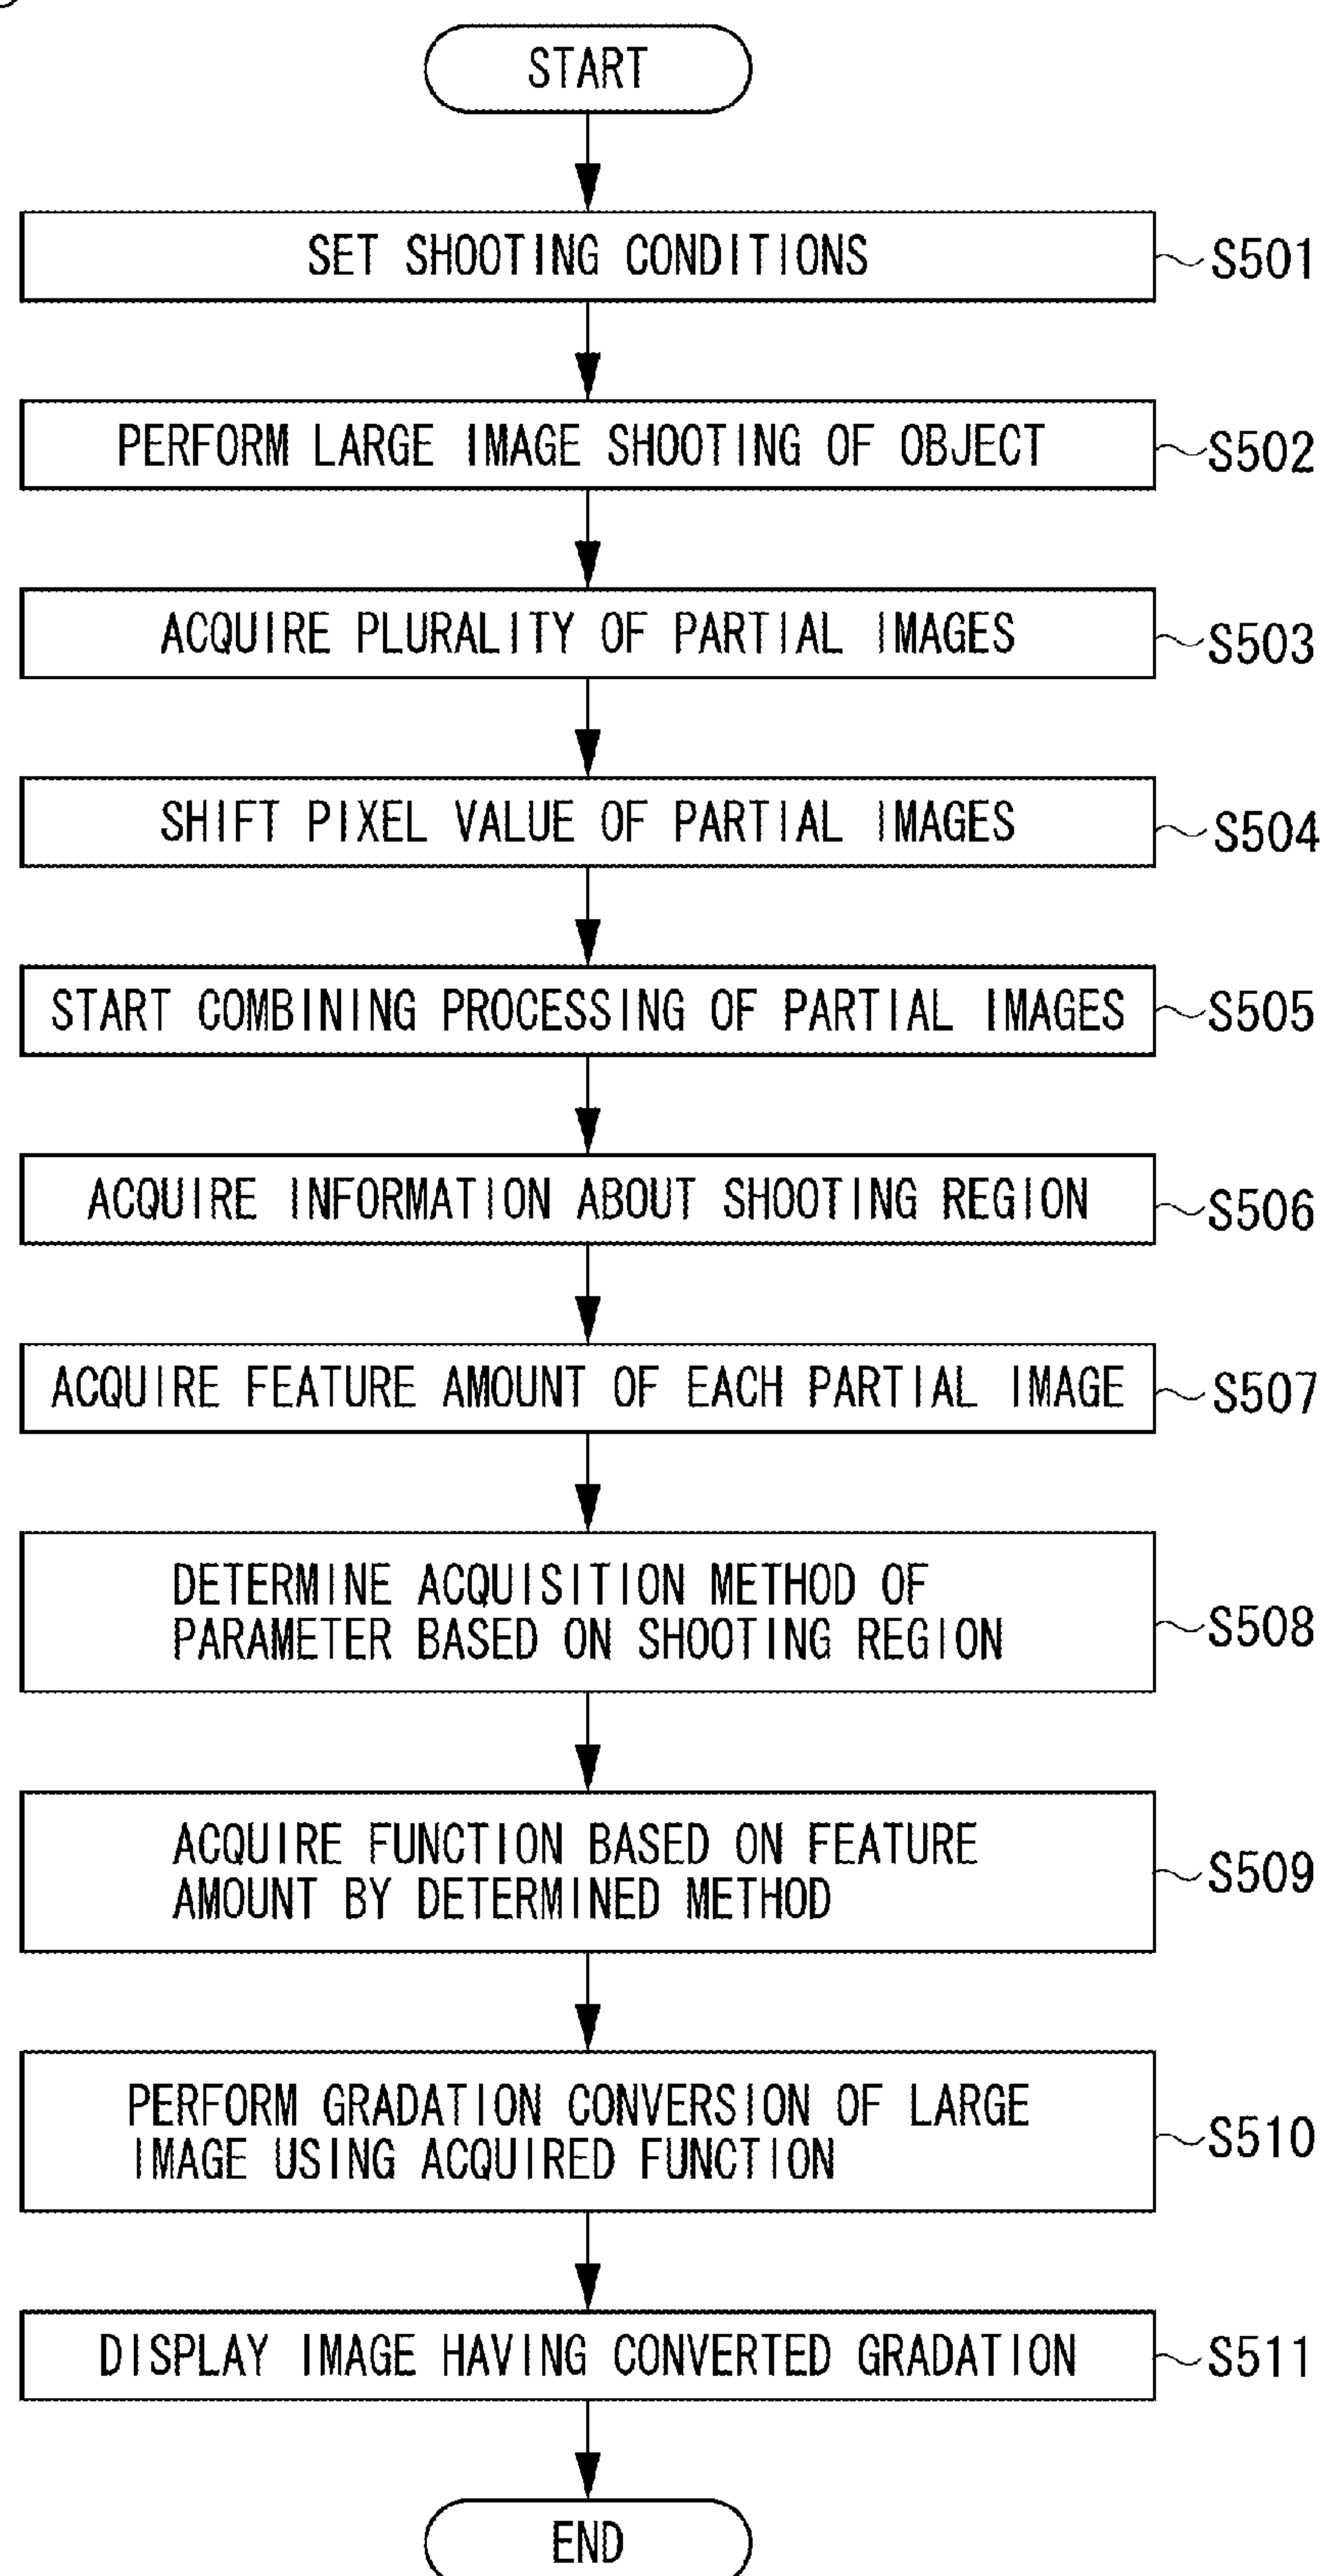 START
SET SHOOTING CONDITIONS
S501
PERFORM LARGE IMAGE SHOOTING OF OBJECT
S502
ACQUIRE PLURALITY OF PARTIAL IMAGES
S503
SHIFT PIXEL VALUE OF PARTIAL IMAGES
S504
START COMBINING PROCESSING OF PARTIAL IMAGES
S505
ACQUIRE INFORMATION ABOUT SHOOTING REGION
S506
ACQUIRE FEATURE AMOUNT OF EACH PARTIAL IMAGE
S507
DETERMINE ACQUISITION METHOD OF
PARAMETER BASED ON SHOOTING REGION
S508
ACQUIRE FUNCTION BASED ON FEATURE
AMOUNT BY DETERMINED METHOD
S509
PERFORM GRADATION CONVERSION OF LARGE
IMAGE USING ACQUIRED FUNCTION
S510
DISPLAY IMAGE HAVING CONVERTED GRADATION
S511
END